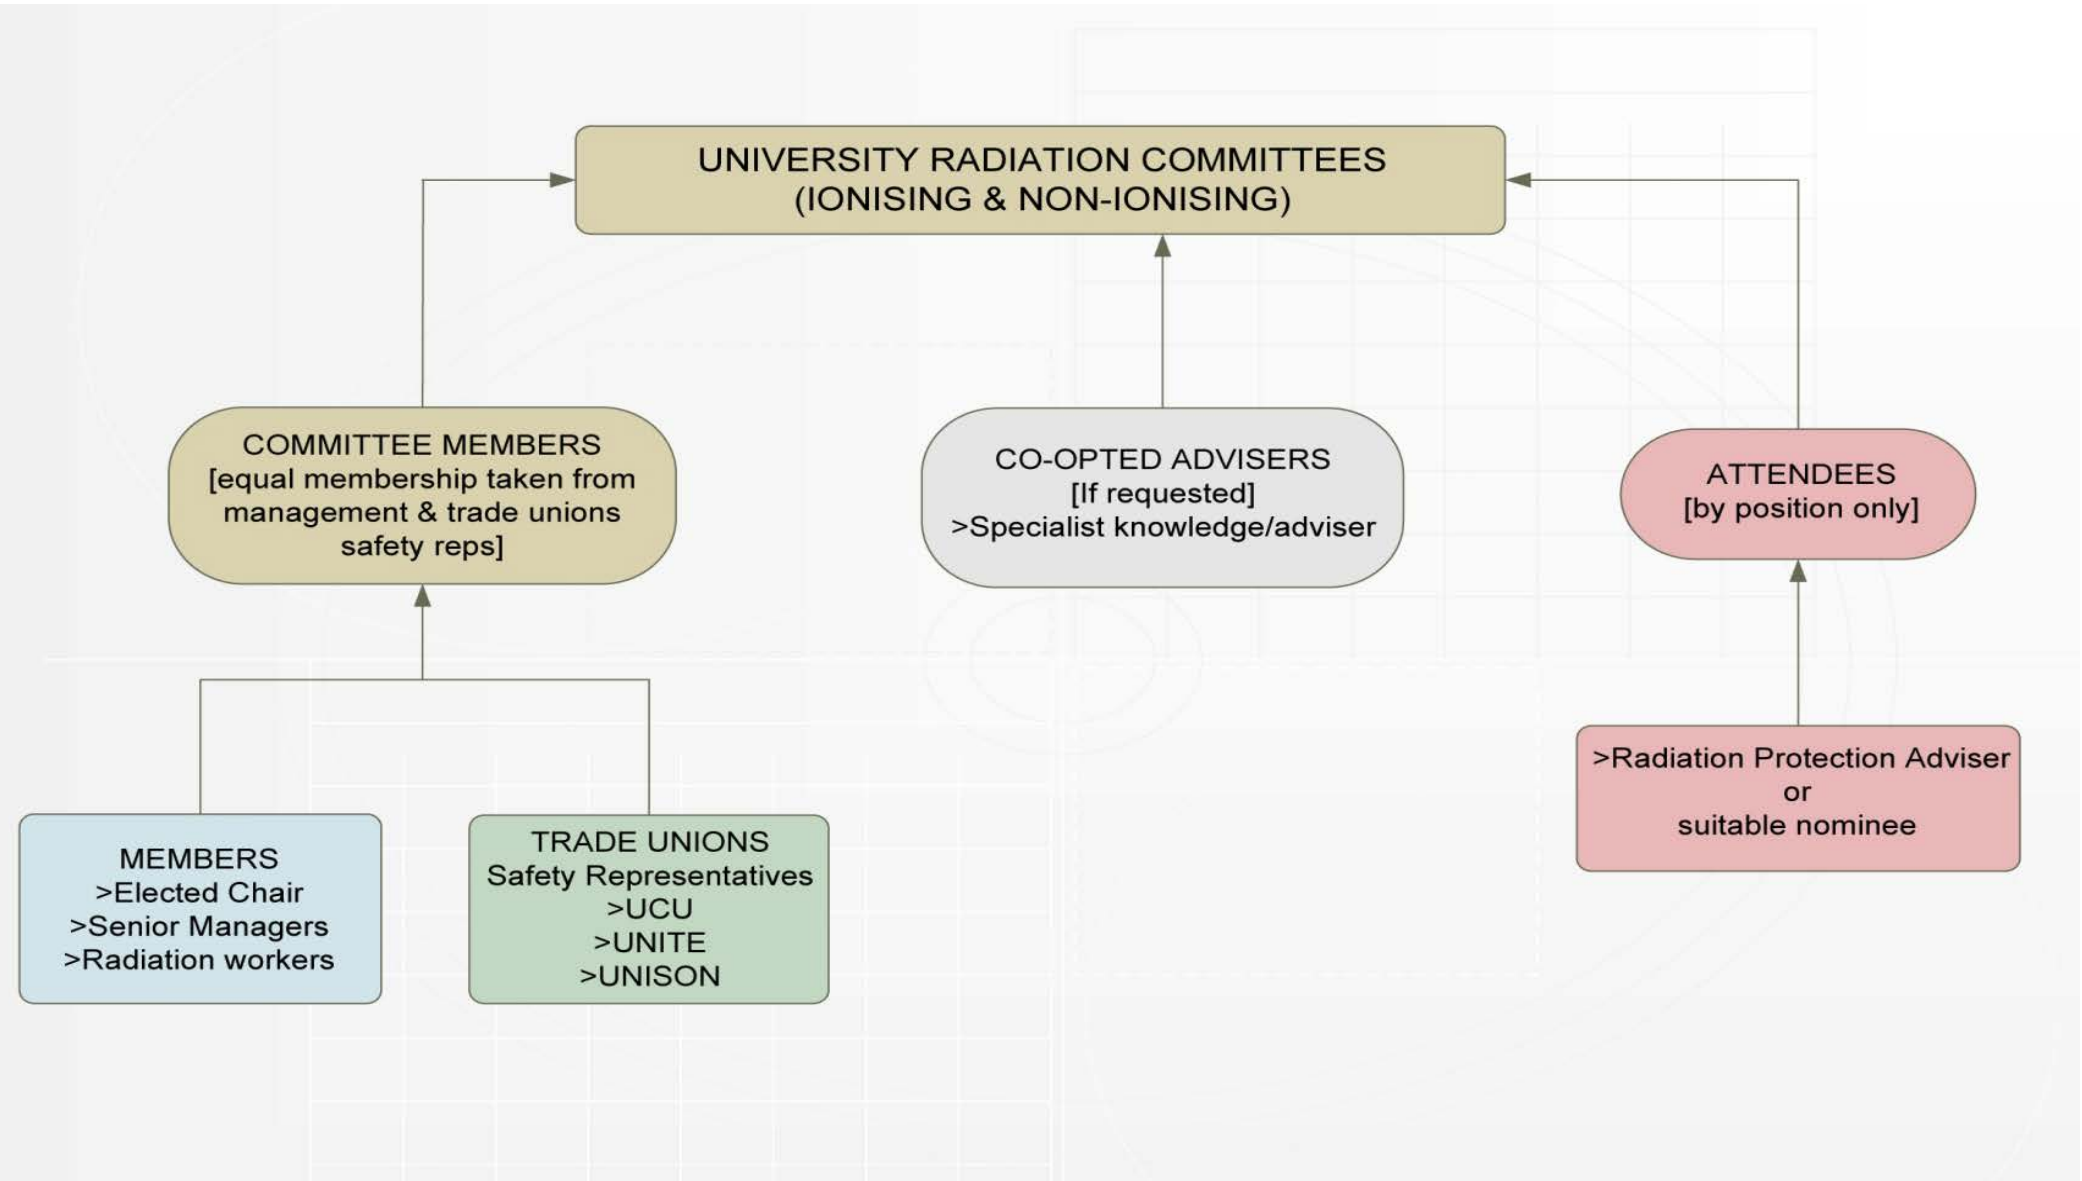 UNIVERSITY RADIATION COMMITTEES
(IONISING & NON-IONISING)
COMMITTEE MEMBERS
[equal membership taken from
management & trade unions
safety reps]
CO-OPTED ADVISERS
[If requested]
>Specialist knowledge/adviser
ATTENDEES
[by position only]
MEMBERS
>Elected Chair
>Senior Managers
>Radiation workers
TRADE UNIONS
Safety Representatives
>UCU
>UNITE
>UNISON
>Radiation Protection Adviser
or
suitable nominee